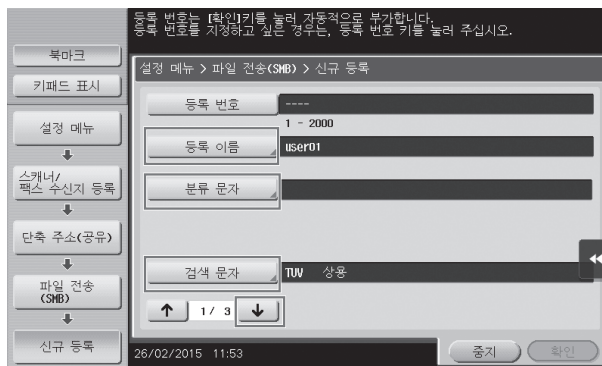 등록 번호는 [확인]키를 눌러 자동적으로 부가합니다.
등록 번호를 지정하고 싶은 경우는, 등록 번호 키를 눌러 주십시오.
북마크
키패드 표시
설정 메뉴
스캐너/
팩스 수신지 등록
단축 주소(공유)
파일 전송
(SMB)
신규 등록
설정 메뉴 > 파일 전송(SMB) > 신규 등록
등록 번호
----
1 - 2000
등록 이름
user01
분류 문자
검색 문자
TUV 상용
↑ 1/ 3 ↓
26/02/2015 11:53
중지
확인